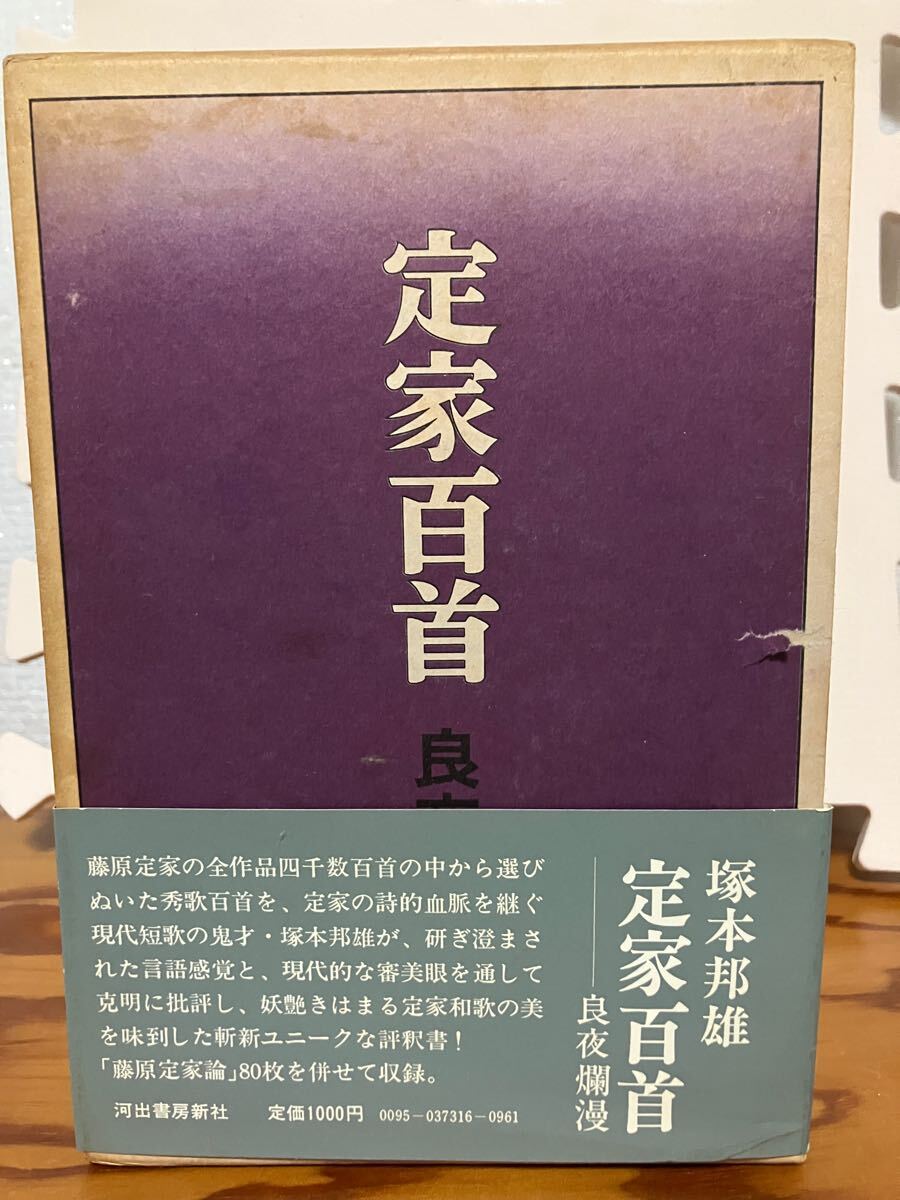 定家百首
良
塚本邦雄
定家百首
──良夜爛漫
藤原定家の全作品四千数百首の中から選び
ぬいた秀歌百首を、定家の詩的血脈を継ぐ
現代短歌の鬼才・塚本邦雄が、研ぎ澄まさ
れた言語感覚と、現代的な審美眼を通して
克明に批評し、妖艶きはまる定家和歌の美
を味到した斬新ユニークな評釈書！
「藤原定家論」80枚を併せて収録。
河出書房新社　定価1000円　0095-037316-0961